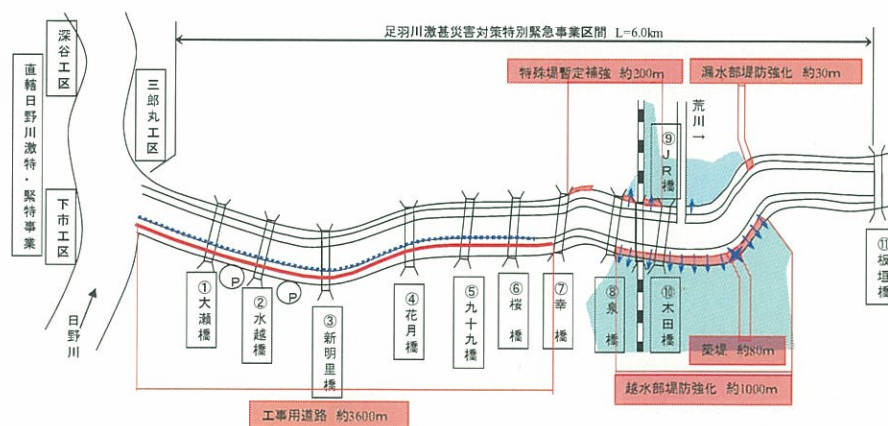 足羽川激甚災害対策特別緊急事業区間 L=6.0km
直轄日野川激特・緊特事業
深谷工区
下市工区
三郎丸工区
日野川
特殊堤暫定補強 約200m
漏水部堤防強化 約30m
荒川→
①大瀬橋
P
②水越橋
P
③新明里橋
④花月橋
⑤九十九橋
⑥桜橋
⑦幸橋
⑧泉橋
⑨JR橋
⑩木田橋
⑪板垣橋
築堤 約80m
越水部堤防強化 約1000m
工事用道路 約3600m